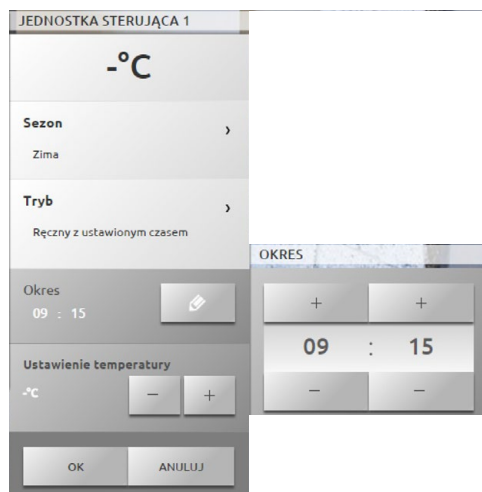 JEDNOSTKA STERUJĄCA 1
-°C
Sezon
Zima
Tryb
Ręczny z ustawionym czasem
Okres
09 : 15
Ustawienie temperatury
-°C
− +
OK ANULUJ
OKRES
+ +
09 : 15
− −